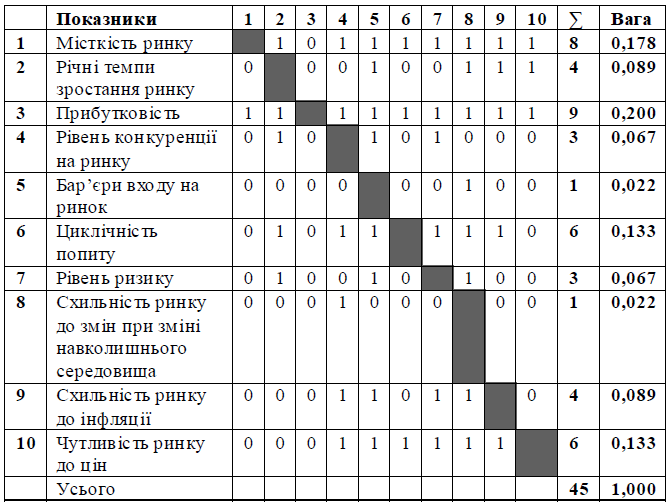 Показники 1 2 3 4 5 6 7 8 9 10 ∑ Вага
1 Місткість ринку 1 0 1 1 1 1 1 1 1 8 0,178
2 Річні темпи 0 0 0 1 0 0 1 1 1 4 0,089
зростання ринку
3 Прибутковість 1 1 1 1 1 1 1 1 1 9 0,200
4 Рівень конкуренції 0 1 0 1 0 1 0 0 0 3 0,067
на ринку
5 Бар’єри входу на 0 0 0 0 0 0 1 0 0 1 0,022
ринок
6 Циклічність 0 1 0 1 1 1 1 1 0 6 0,133
попиту
7 Рівень ризику 0 1 0 0 1 0 1 0 0 3 0,067
8 Схильність ринку 0 0 0 1 0 0 0 0 0 1 0,022
до змін при зміні
навколишнього
середовища
9 Схильність ринку 0 0 0 1 1 0 1 1 0 4 0,089
до інфляції
10 Чутливість ринку 0 0 0 1 1 1 1 1 1 6 0,133
до цін
Усього 45 1,000